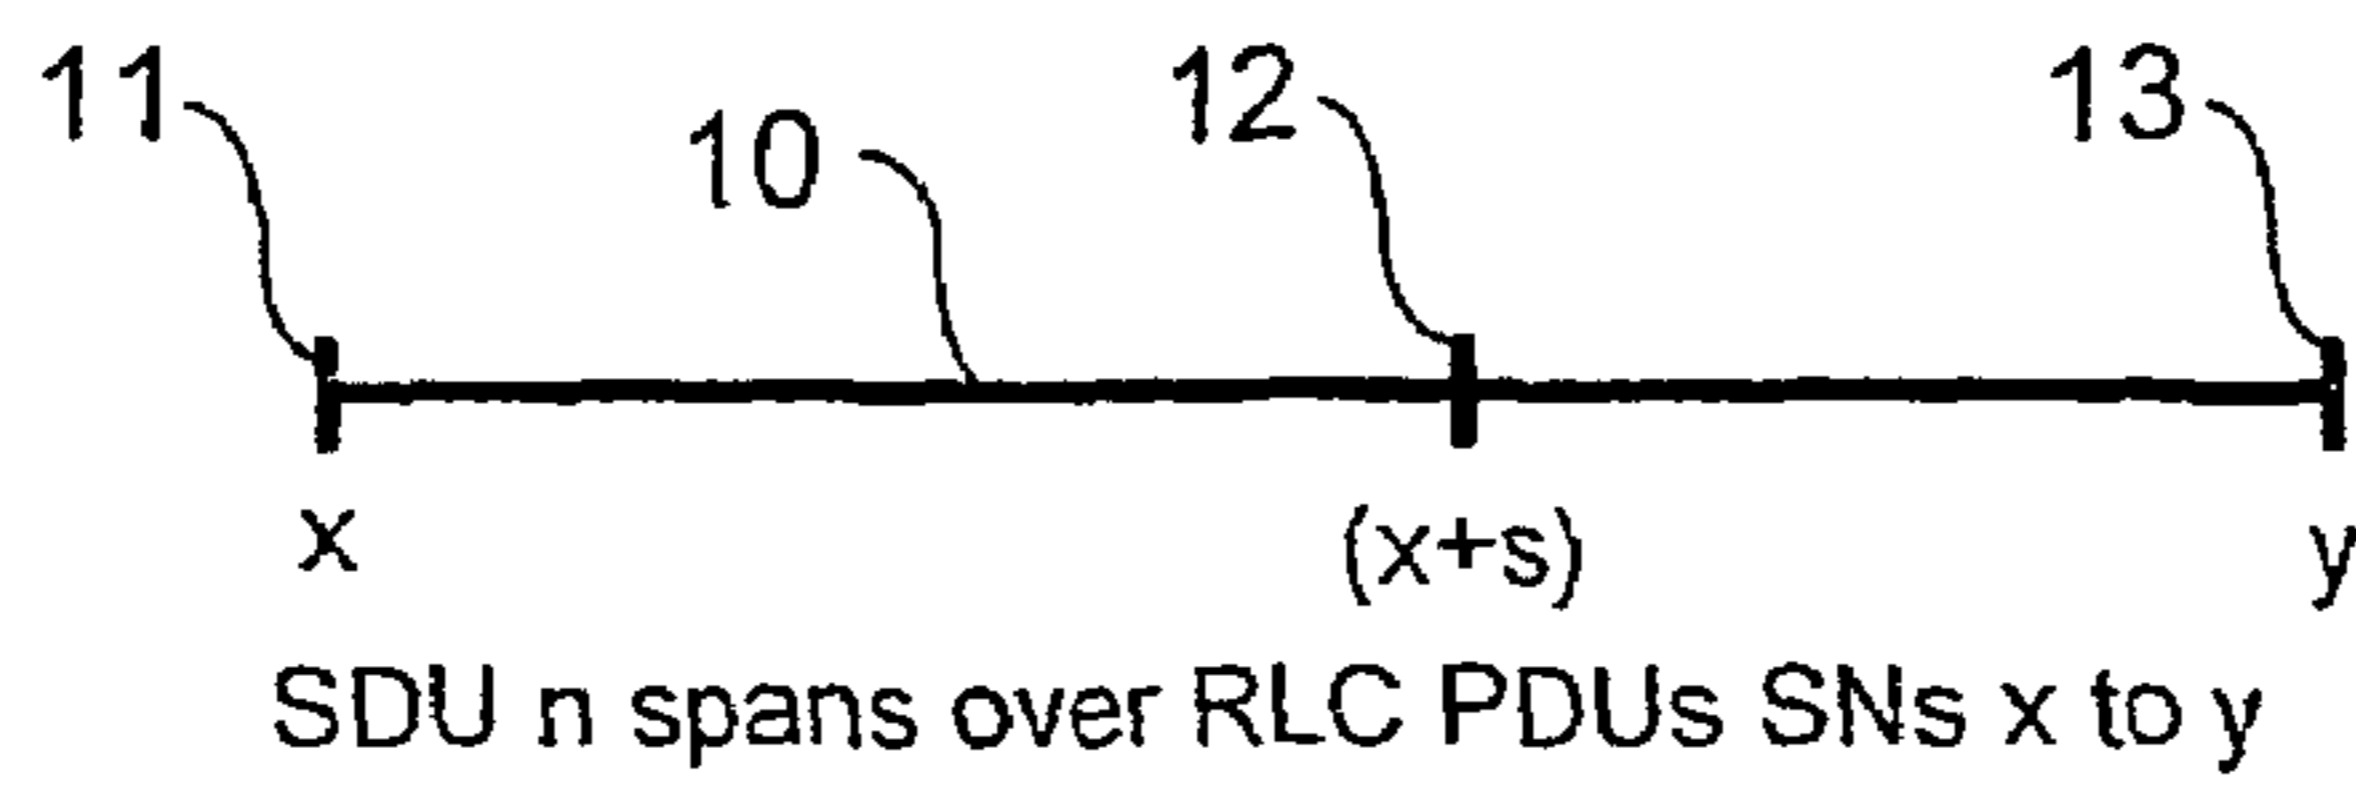 11 10 12 13
x (x+s) y
SDU n spans over RLC PDUs SNs x to y